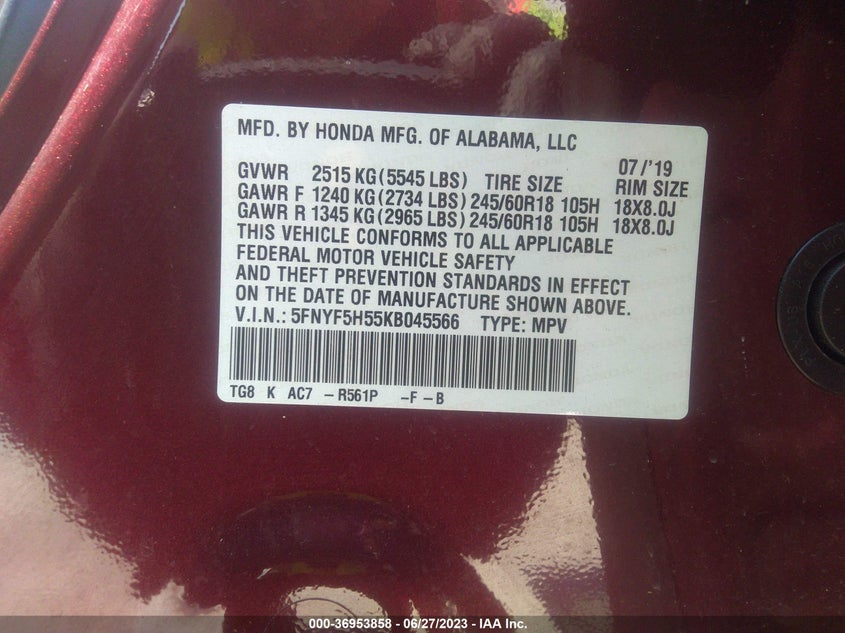 MFD. BY HONDA MFG. OF ALABAMA, LLC
07/'19
GVWR 2515 KG(5545 LBS) TIRE SIZE RIM SIZE
GAWR F 1240 KG(2734 LBS) 245/60R18 105H 18X8.0J
GAWR R 1345 KG(2965 LBS) 245/60R18 105H 18X8.0J
THIS VEHICLE CONFORMS TO ALL APPLICABLE
FEDERAL MOTOR VEHICLE SAFETY
AND THEFT PREVENTION STANDARDS IN EFFECT
ON THE DATE OF MANUFACTURE SHOWN ABOVE.
V.I.N.: 5FNYF5H55KB045566 TYPE: MPV
TG8 K AC7 -R561P -F-B
000-36953858 - 06/27/2023 - IAA Inc.